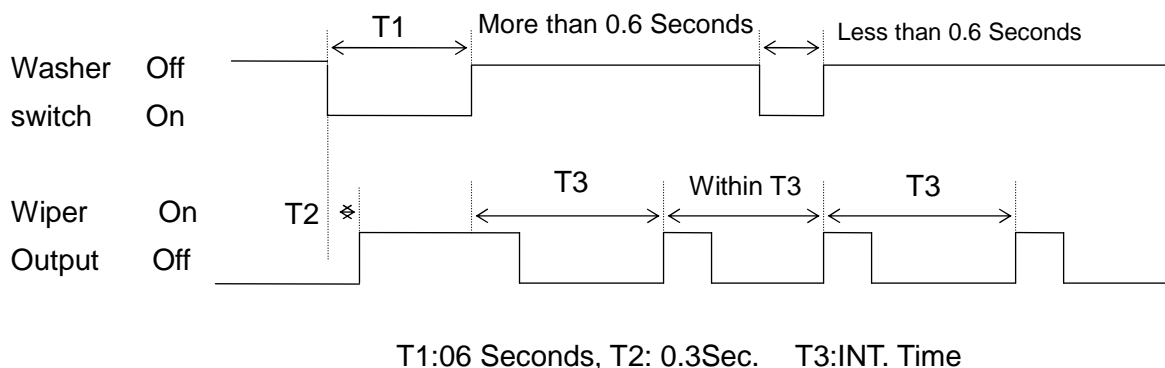 T1 More than 0.6 Seconds Less than 0.6 Seconds
Washer Off
switch On
T3 Within T3 T3
Wiper On T2
Output Off
T1:06 Seconds, T2: 0.3Sec. T3:INT. Time